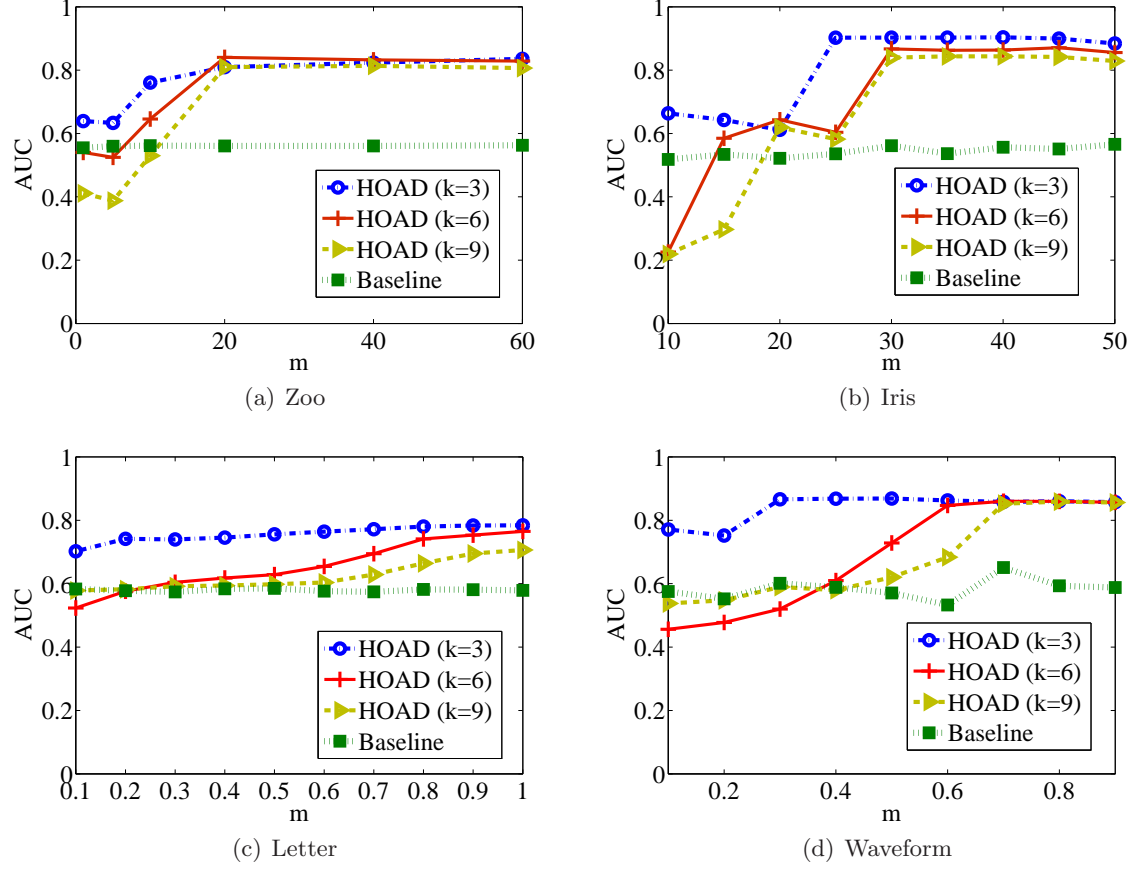 1
0.8
0.6
0.4
0.2
0
AUC
0 20 40 60
m
HOAD (k=3)
HOAD (k=6)
HOAD (k=9)
Baseline
(a) Zoo
1
0.8
0.6
0.4
0.2
0
AUC
10 20 30 40 50
m
HOAD (k=3)
HOAD (k=6)
HOAD (k=9)
Baseline
(b) Iris
1
0.8
0.6
0.4
0.2
0
AUC
0.1 0.2 0.3 0.4 0.5 0.6 0.7 0.8 0.9 1
m
HOAD (k=3)
HOAD (k=6)
HOAD (k=9)
Baseline
(c) Letter
1
0.8
0.6
0.4
0.2
0
AUC
0.2 0.4 0.6 0.8
m
HOAD (k=3)
HOAD (k=6)
HOAD (k=9)
Baseline
(d) Waveform